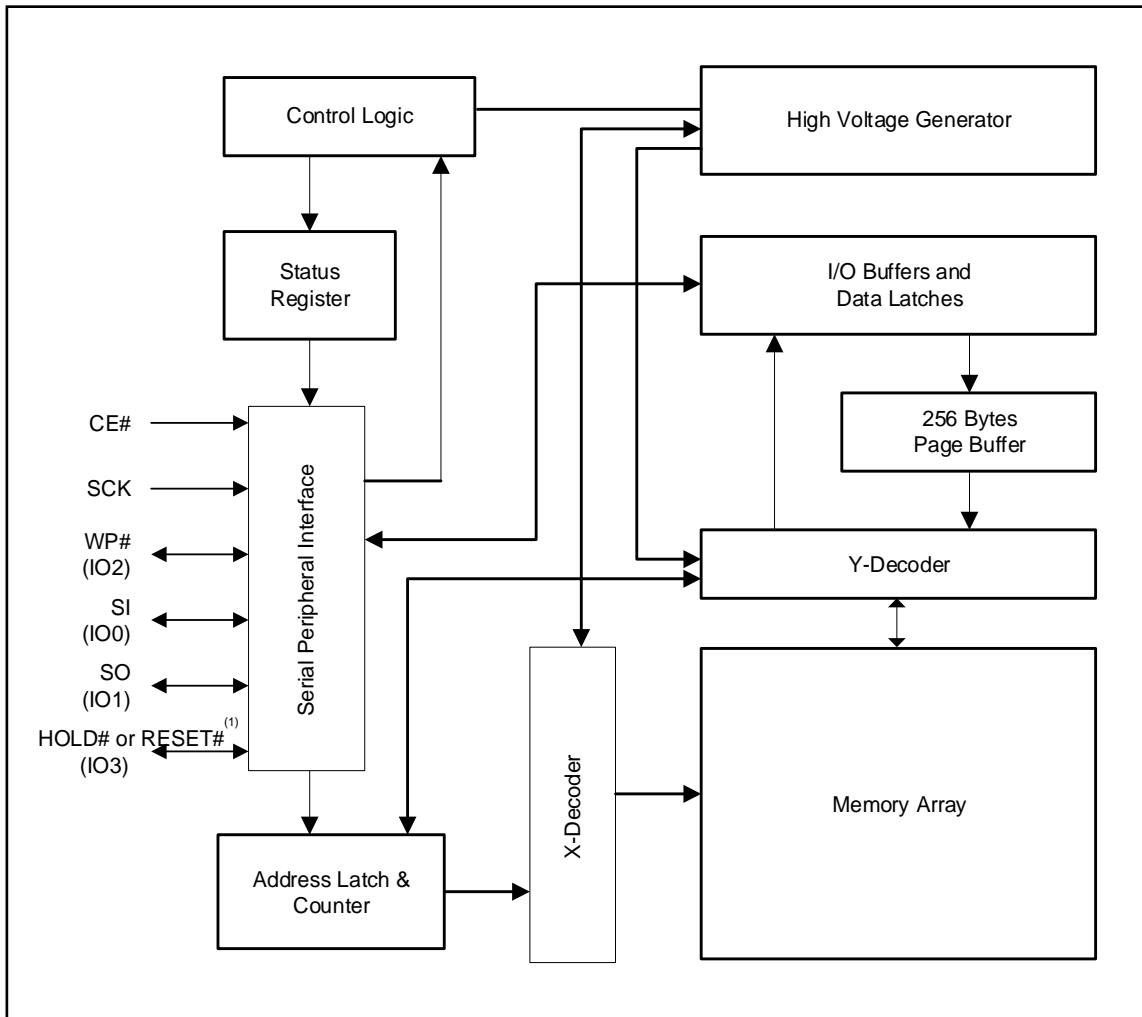 Control Logic
High Voltage Generator
Status
Register
I/O Buffers and
Data Latches
256 Bytes
Page Buffer
CE#
SCK
WP#
(IO2)
SI
(IO0)
SO
(IO1)
HOLD# or RESET#(1)
(IO3)
Serial Peripheral Interface
Y-Decoder
X-Decoder
Memory Array
Address Latch &
Counter